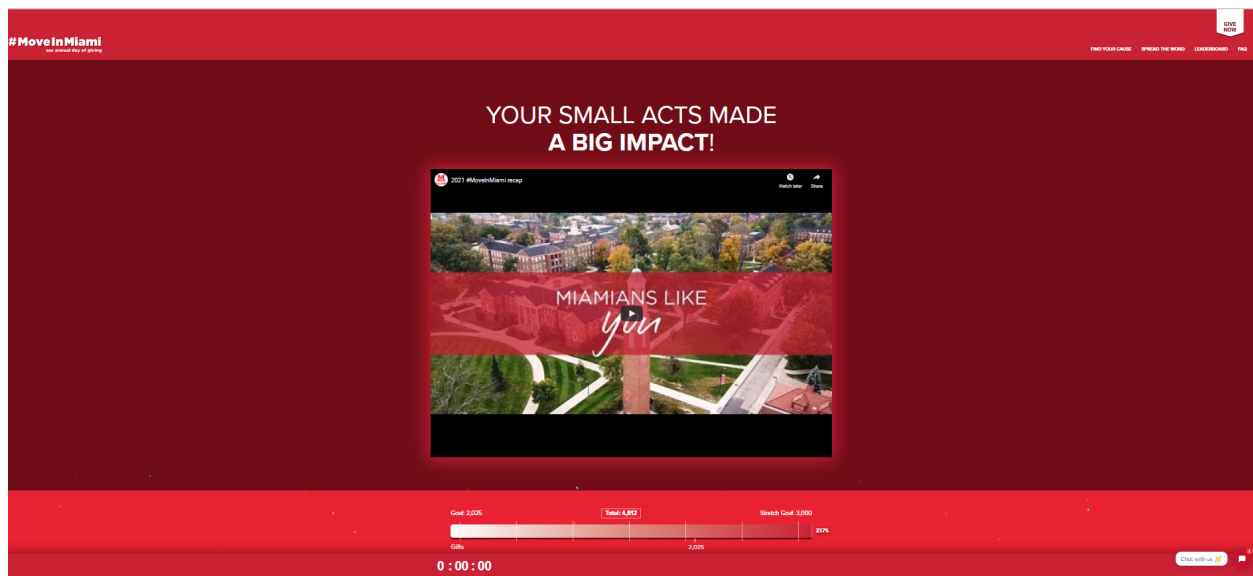 GIVE
NOW
#MoveInMiami
our annual day of giving
FIND YOUR CAUSE SPREAD THE WORD LEADERBOARD FAQ
YOUR SMALL ACTS MADE
A BIG IMPACT!
M
2021 #MoveInMiami recap
Watch later Share
MIAMIANS LIKE
you
Goal: 2,025 Total: 4,812 Stretch Goal: 3,000
237%
Gifts 2,025
0 : 00 : 00
Chat with us 👋